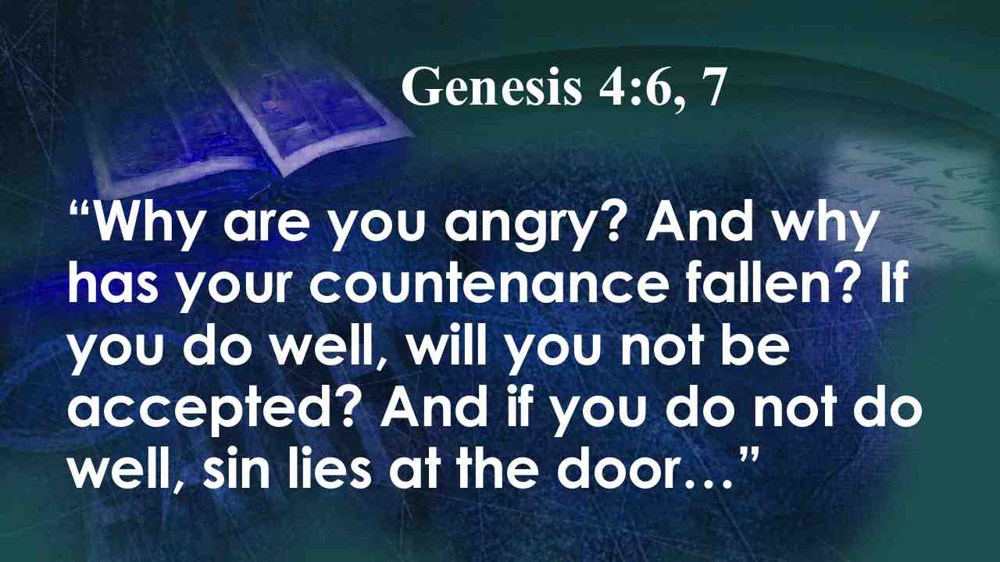 Genesis 4:6, 7
“Why are you angry? And why
has your countenance fallen? If
you do well, will you not be
accepted? And if you do not do
well, sin lies at the door…”